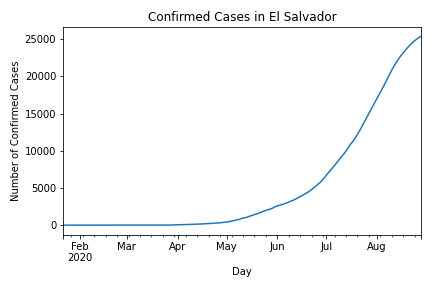 Confirmed Cases in El Salvador
Number of Confirmed Cases
25000
20000
15000
10000
5000
0
Feb Mar Apr May Jun Jul Aug
2020
Day